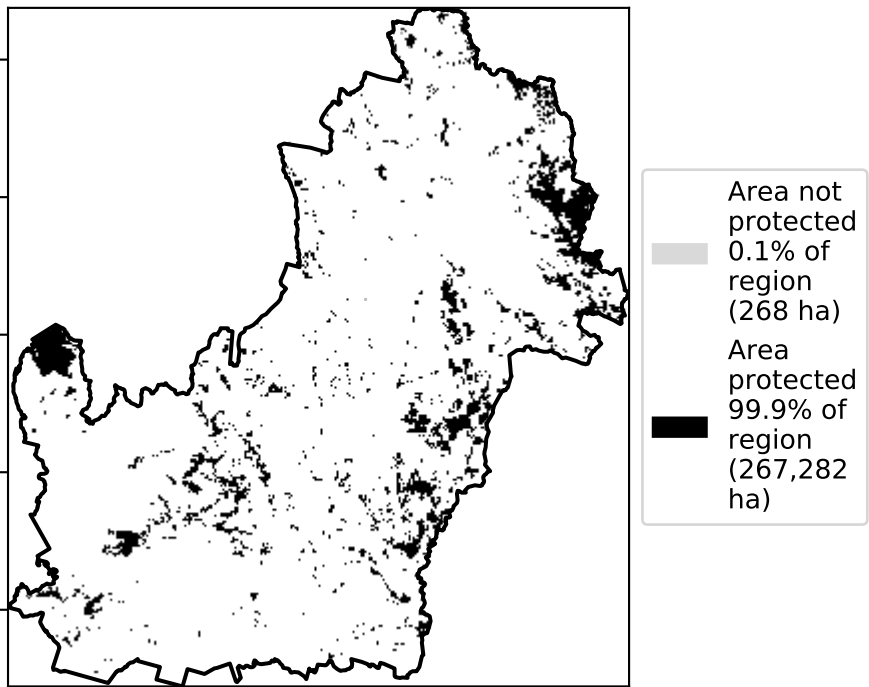 Area not
protected
0.1% of
region
(268 ha)
Area
protected
99.9% of
region
(267,282
ha)